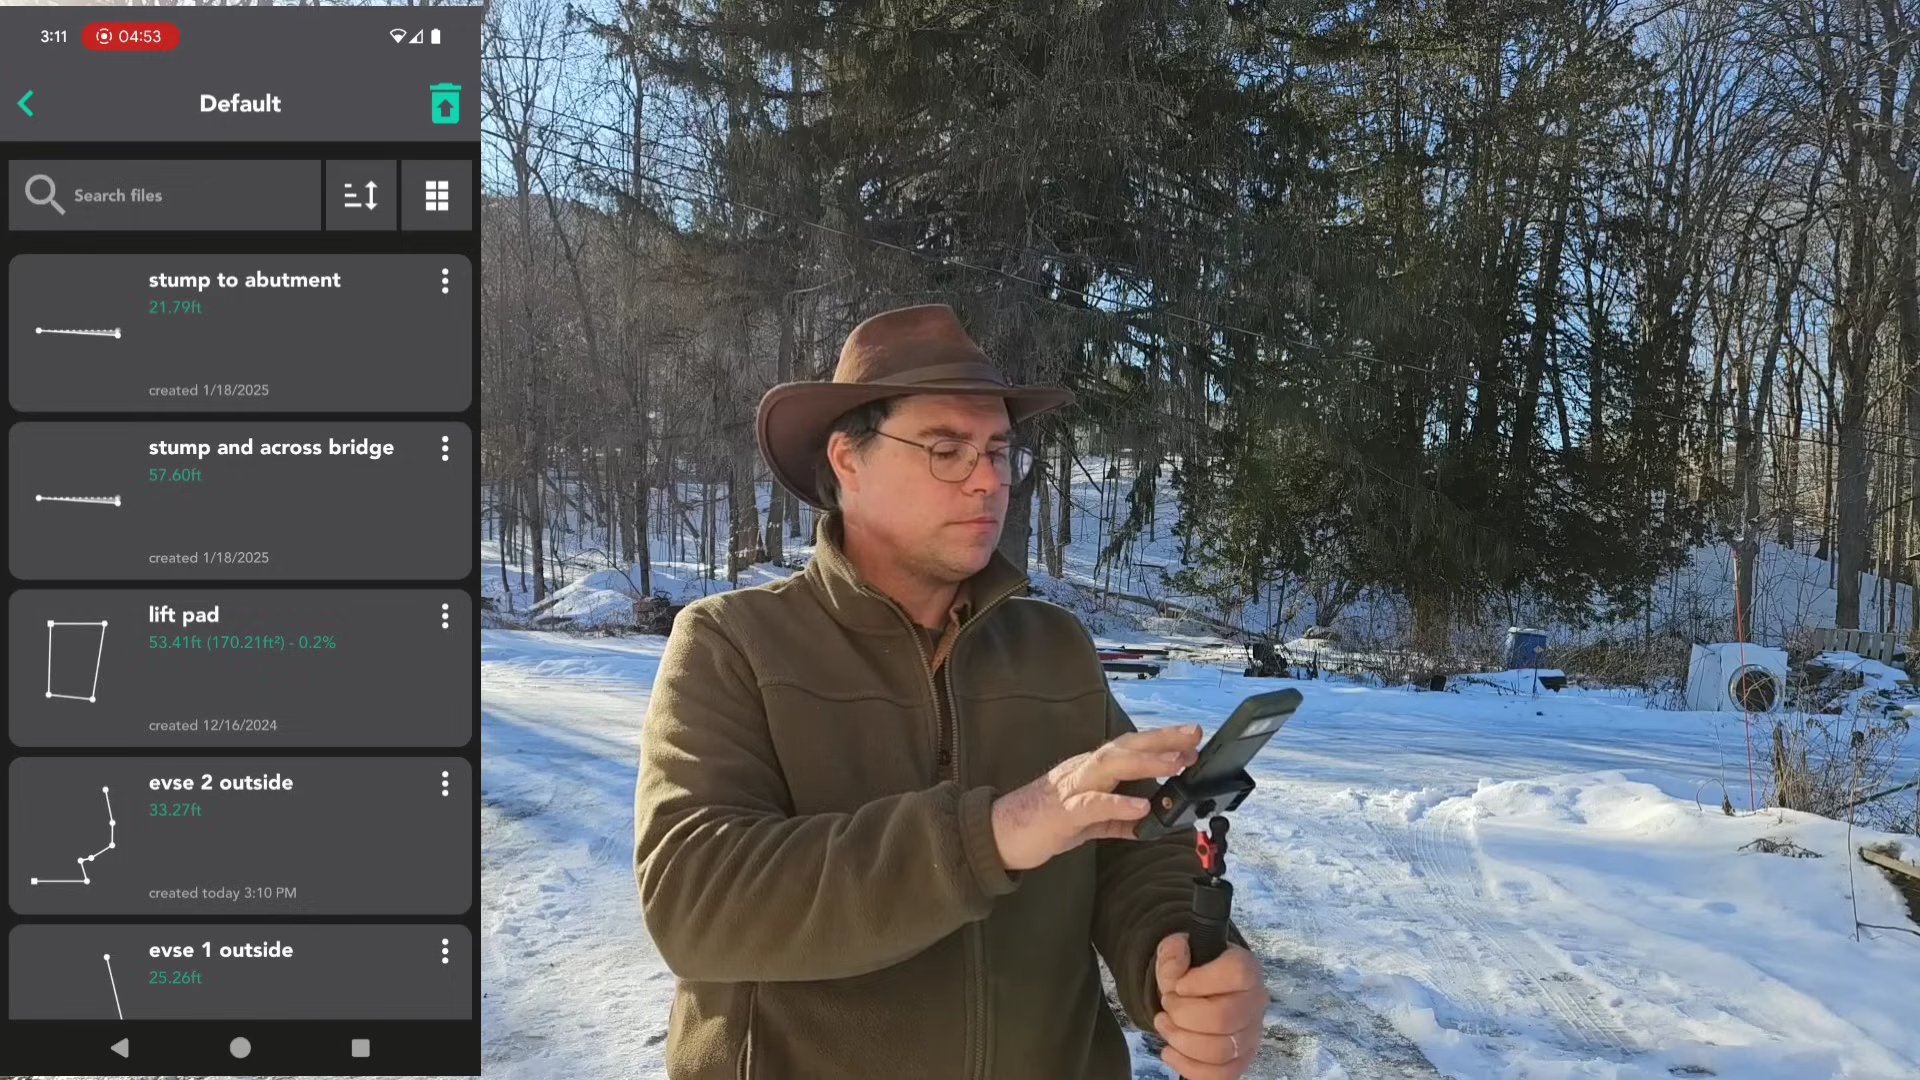 3:11 04:53
Default
Search files
stump to abutment
21.79ft
created 1/18/2025
stump and across bridge
57.60ft
created 1/18/2025
lift pad
53.41ft (170.21ft²) - 0.2%
created 12/16/2024
evse 2 outside
33.27ft
created today 3:10 PM
evse 1 outside
25.26ft